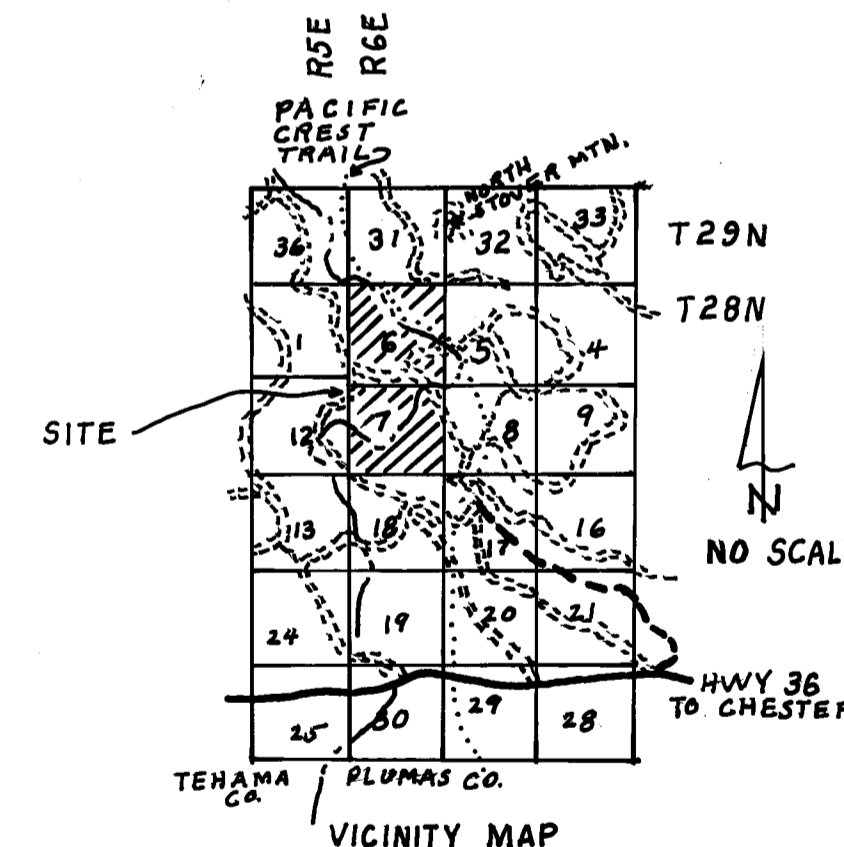 R5E
R6E
PACIFIC
CREST
TRAIL
NORTH
STOVER MTN.
36
31
32
33
T29N
T28N
1
6
5
4
SITE
12
7
8
9
N
13
18
17
16
NO SCAL
24
19
20
21
HWY 36
TO CHESTER
25
30
29
28
TEHAMA
CO.
PLUMAS CO.
VICINITY MAP